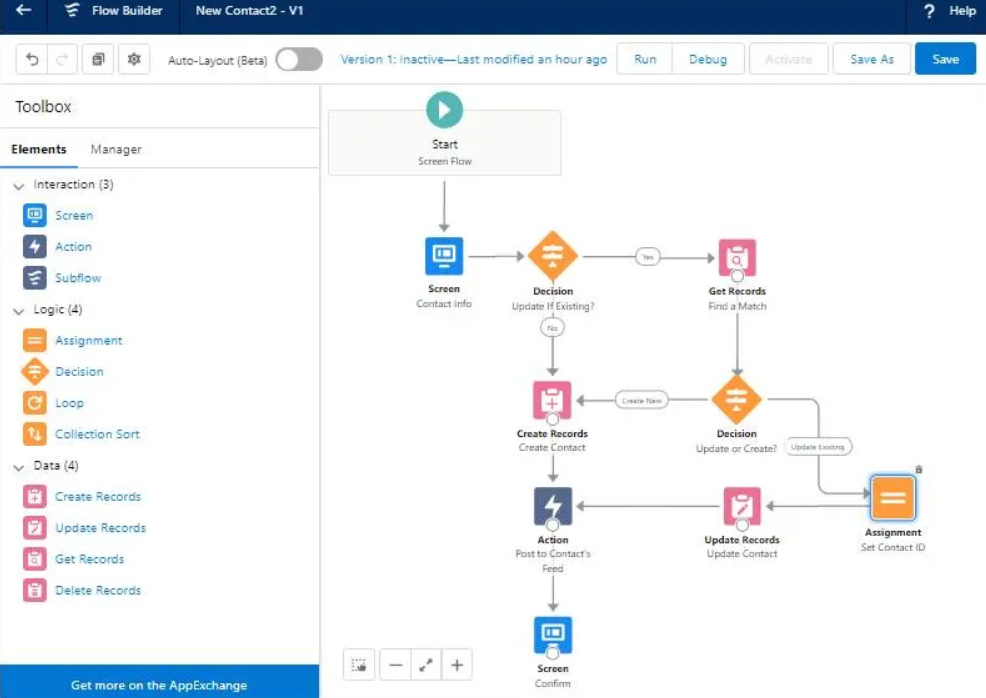 Flow Builder
New Contact2 - V1
? Help
Auto-Layout (Beta)
Version 1: Inactive—Last modified an hour ago
Run
Debug
Activate
Save As
Save
Toolbox
Elements
Manager
Interaction (3)
Screen
Action
Subflow
Logic (4)
Assignment
Decision
Loop
Collection Sort
Data (4)
Create Records
Update Records
Get Records
Delete Records
Get more on the AppExchange
Start
Screen Flow
Screen
Contact Info
Decision
Update If Existing?
Yes
Get Records
Find a Match
No
Create Records
Create Contact
Create New
Decision
Update or Create?
Update Existing
Action
Post to Contact's
Feed
Update Records
Update Contact
Assignment
Set Contact ID
Screen
Confirm